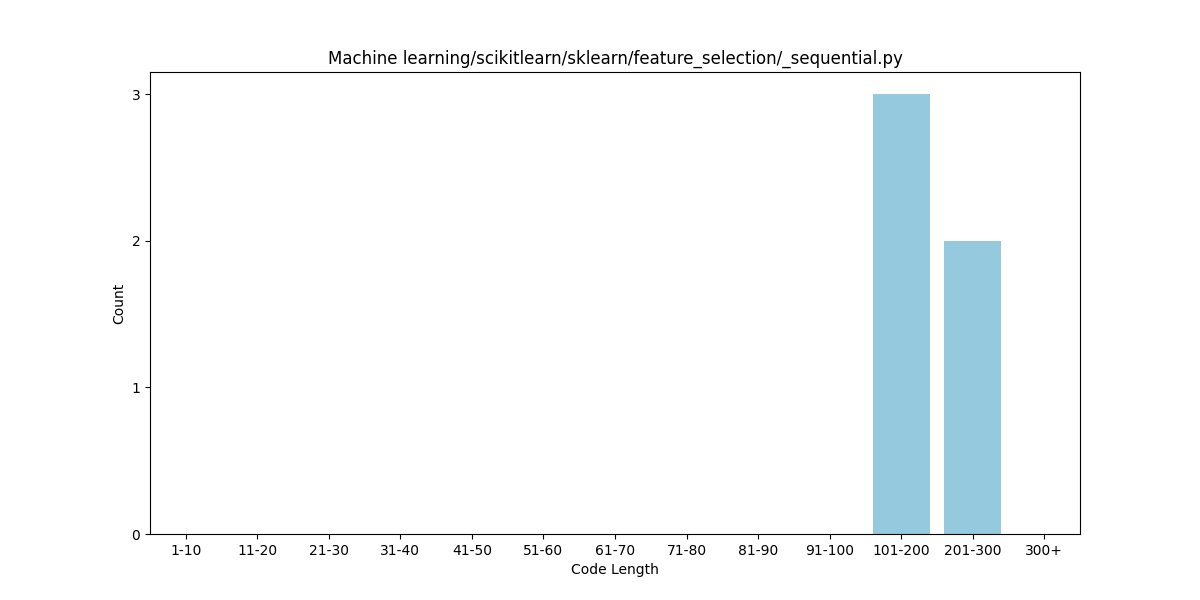 Machine learning/scikitlearn/sklearn/feature_selection/_sequential.py
3
2
1
0
Count
1-10 11-20 21-30 31-40 41-50 51-60 61-70 71-80 81-90 91-100 101-200 201-300 300+
Code Length